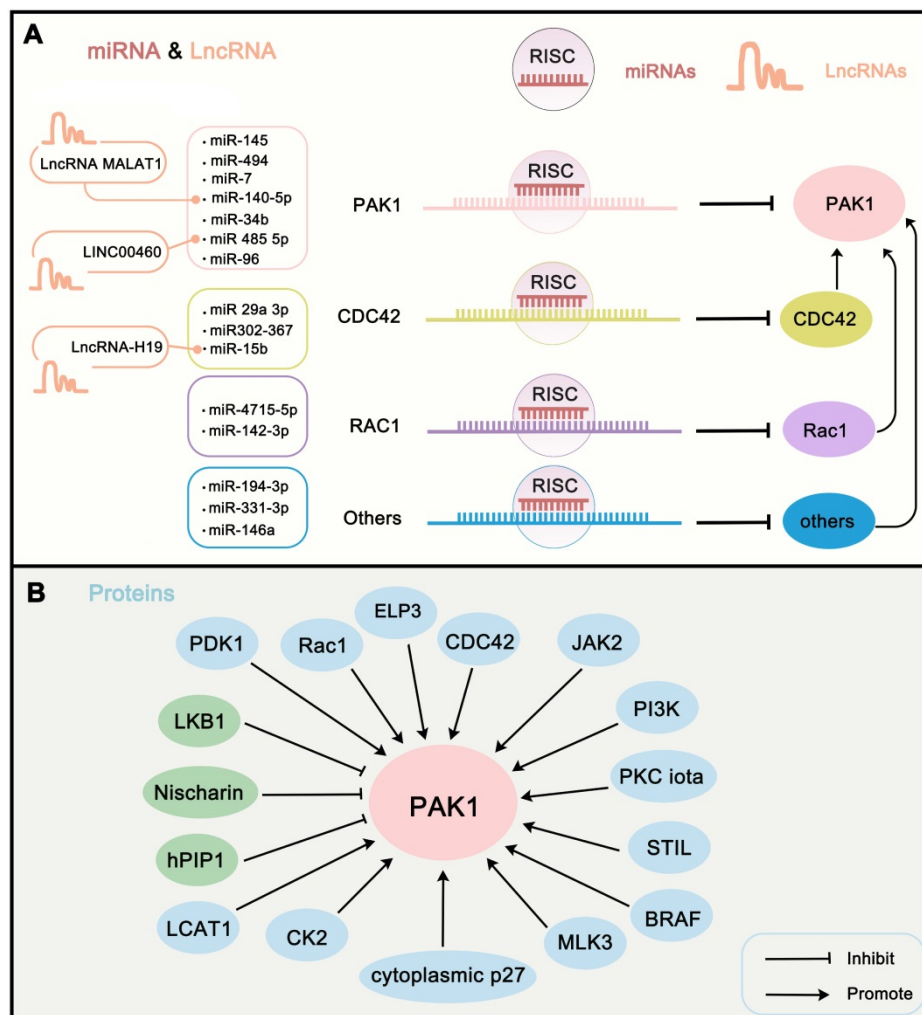 A
miRNA & LncRNA
RISC
miRNAs
LncRNAs
LncRNA MALAT1
LINC00460
LncRNA-H19
· miR-145
· miR-494
· miR-7
· miR-140-5p
· miR-34b
· miR 485 5p
· miR-96
· miR 29a 3p
· miR302-367
· miR-15b
· miR-4715-5p
· miR-142-3p
· miR-194-3p
· miR-331-3p
· miR-146a
PAK1
RISC
PAK1
CDC42
RISC
CDC42
RAC1
RISC
Rac1
Others
RISC
others
B
Proteins
PDK1
Rac1
ELP3
CDC42
JAK2
LKB1
PI3K
Nischarin
PKC iota
PAK1
hPIP1
STIL
LCAT1
CK2
cytoplasmic p27
MLK3
BRAF
Inhibit
Promote